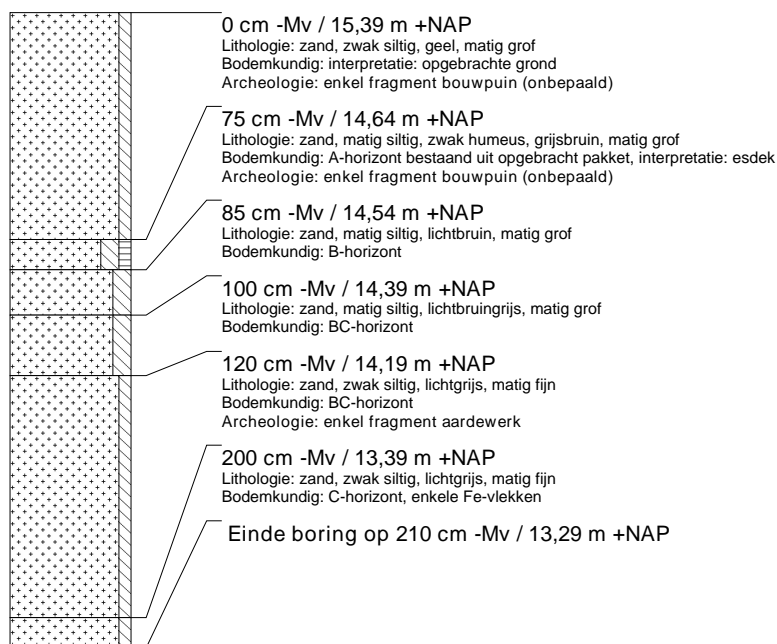 0 cm -Mv / 15,39 m +NAP
Lithologie: zand, zwak siltig, geel, matig grof
Bodemkundig: interpretatie: opgebrachte grond
Archeologie: enkel fragment bouwpuin (onbepaald)
75 cm -Mv / 14,64 m +NAP
Lithologie: zand, matig siltig, zwak humeus, grijsbruin, matig grof
Bodemkundig: A-horizont bestaand uit opgebracht pakket, interpretatie: esdek
Archeologie: enkel fragment bouwpuin (onbepaald)
85 cm -Mv / 14,54 m +NAP
Lithologie: zand, matig siltig, lichtbruin, matig grof
Bodemkundig: B-horizont
100 cm -Mv / 14,39 m +NAP
Lithologie: zand, matig siltig, lichtbruingrijs, matig grof
Bodemkundig: BC-horizont
120 cm -Mv / 14,19 m +NAP
Lithologie: zand, zwak siltig, lichtgrijs, matig fijn
Bodemkundig: BC-horizont
Archeologie: enkel fragment aardewerk
200 cm -Mv / 13,39 m +NAP
Lithologie: zand, zwak siltig, lichtgrijs, matig fijn
Bodemkundig: C-horizont, enkele Fe-vlekken
Einde boring op 210 cm -Mv / 13,29 m +NAP